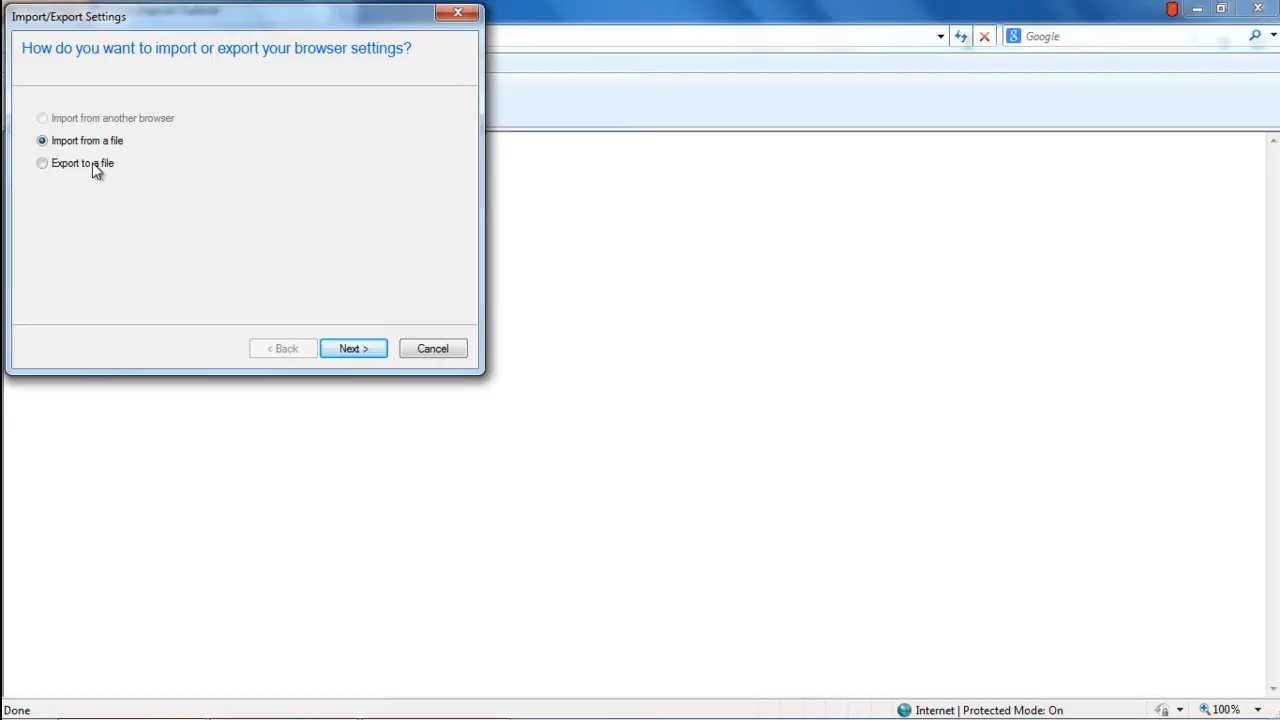 Import/Export Settings
How do you want to import or export your browser settings?
Google
Import from another browser
Import from a file
Export to a file
< Back
Next >
Cancel
Done
Internet | Protected Mode: On
100%